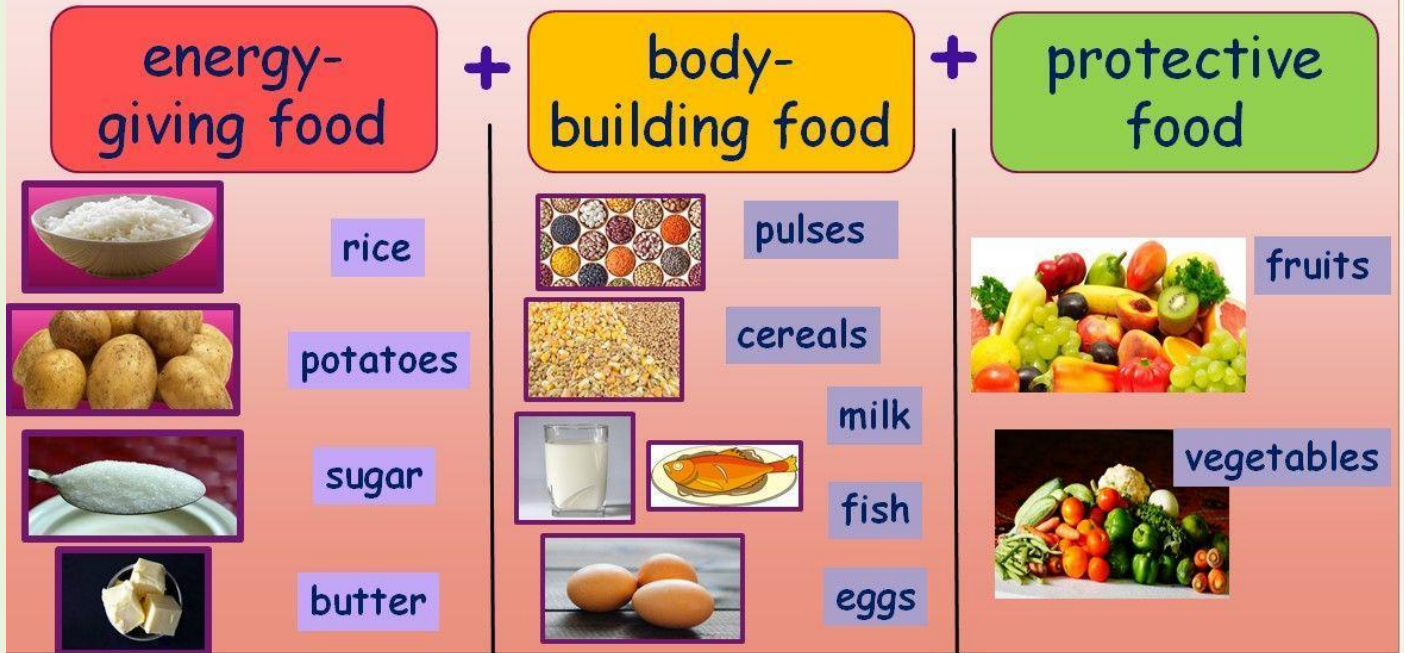 energy-
giving food
+
body-
building food
+
protective
food
rice
potatoes
sugar
butter
pulses
cereals
milk
fish
eggs
fruits
vegetables